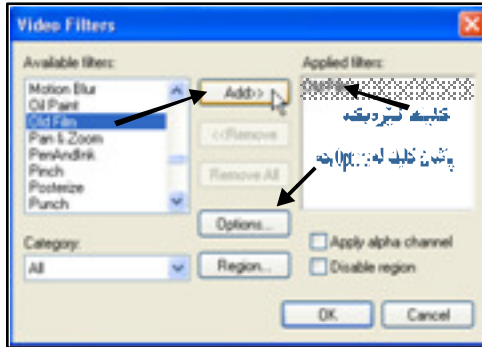 Video Filters
Available filters:
Motion Blur
Oil Paint
Old Film
Pan & Zoom
PenAndInk
Pinch
Posterize
Punch
Category:
All
Add>>
<<Remove
Remove All
Options...
Region...
Applied filters:
Apply alpha channel
Disable region
OK
Cancel